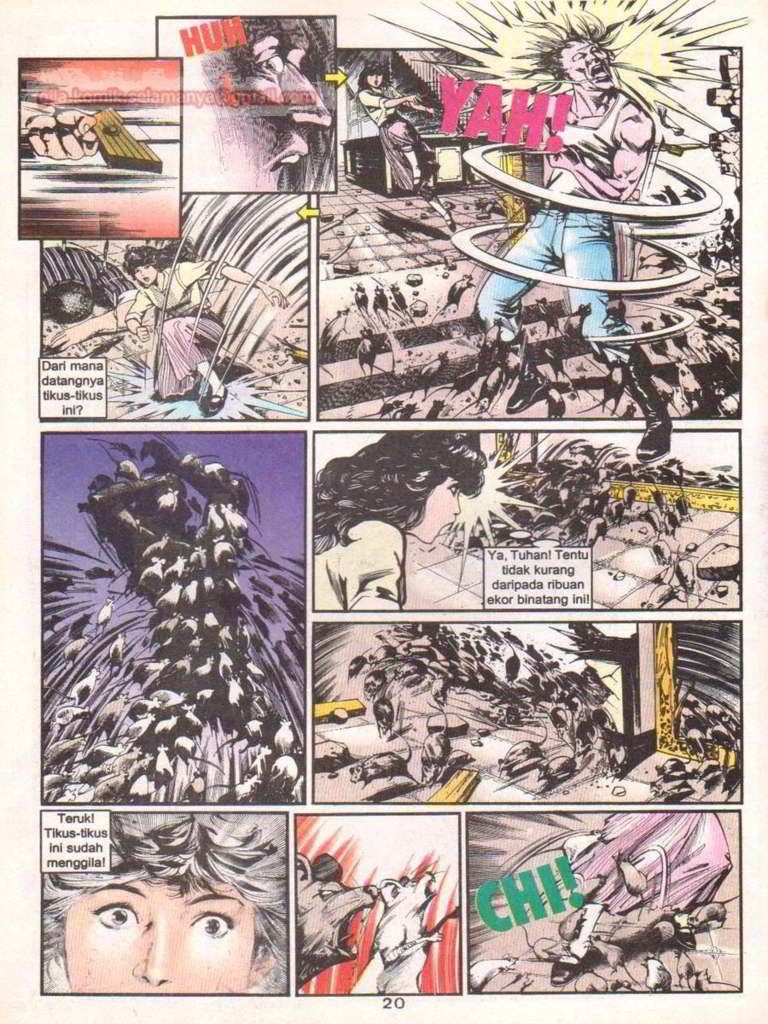 HUH
YAH!
Dari mana
datangnya
tikus-tikus
ini?
Ya, Tuhan! Tentu
tidak kurang
daripada ribuan
ekor binatang ini!
Teruk!
Tikus-tikus
ini sudah
menggila!
CHI!
20